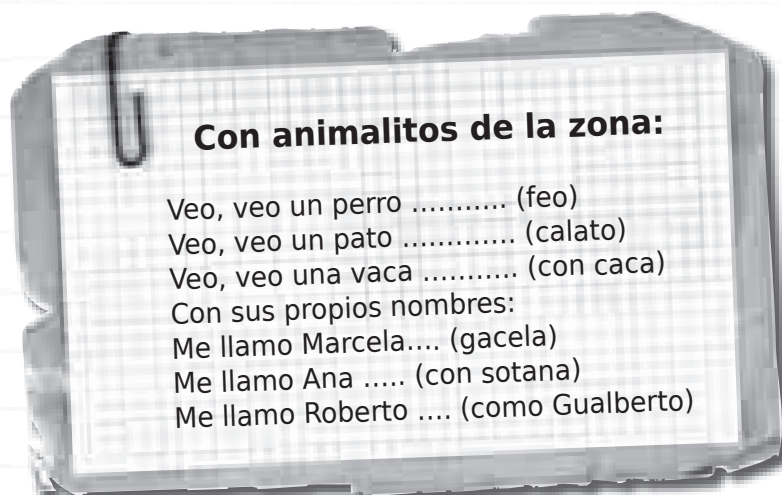 Con animalitos de la zona:
Veo, veo un perro ........... (feo)
Veo, veo un pato ............. (calato)
Veo, veo una vaca ........... (con caca)
Con sus propios nombres:
Me llamo Marcela.... (gacela)
Me llamo Ana ..... (con sotana)
Me llamo Roberto .... (como Gualberto)